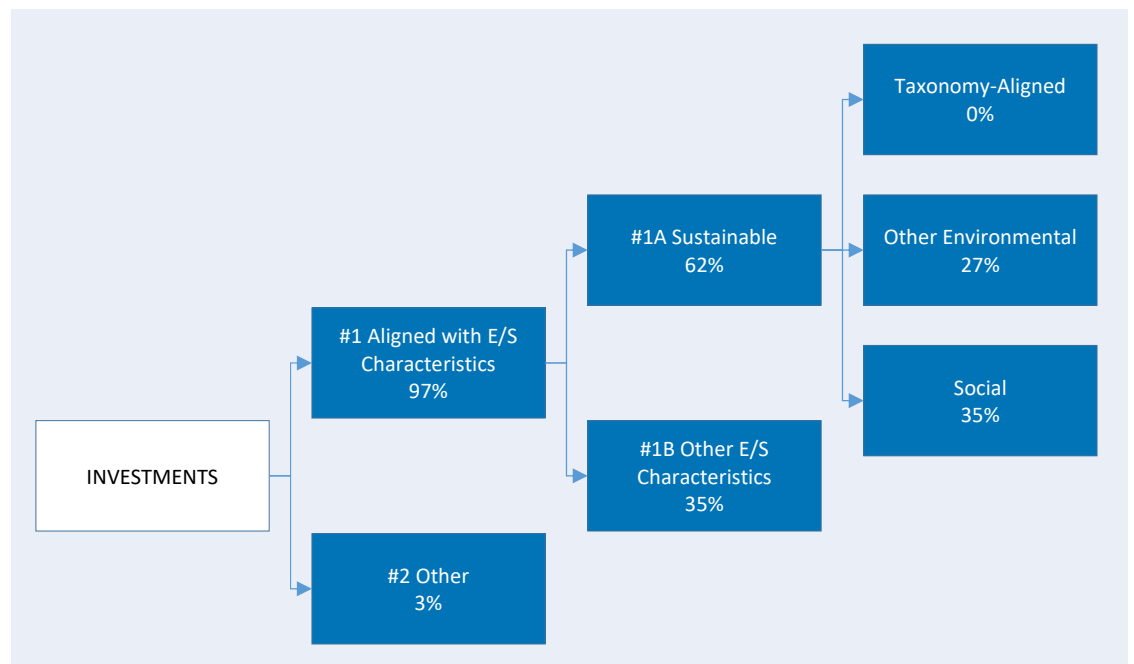 INVESTMENTS
#1 Aligned with E/S
Characteristics
97%
#2 Other
3%
#1A Sustainable
62%
#1B Other E/S
Characteristics
35%
Taxonomy-Aligned
0%
Other Environmental
27%
Social
35%